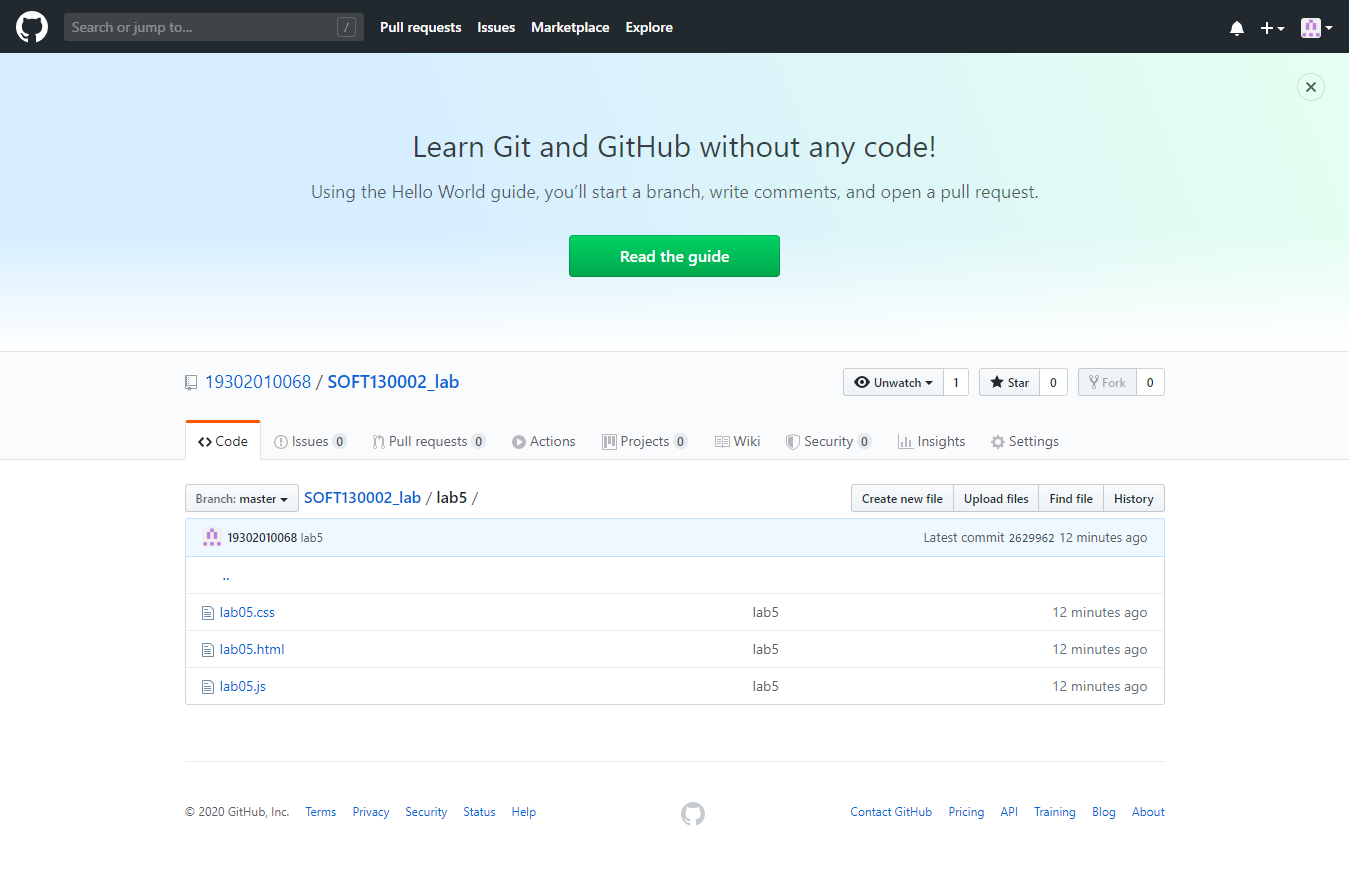 Search or jump to... /
Pull requests Issues Marketplace Explore
Learn Git and GitHub without any code!
Using the Hello World guide, you’ll start a branch, write comments, and open a pull request.
Read the guide
19302010068 / SOFT130002_lab
Unwatch 1 Star 0 Fork 0
Code Issues 0 Pull requests 0 Actions Projects 0 Wiki Security 0 Insights Settings
Branch: master SOFT130002_lab / lab5 /
Create new file Upload files Find file History
19302010068 lab5 Latest commit 2629962 12 minutes ago
..
lab05.css lab5 12 minutes ago
lab05.html lab5 12 minutes ago
lab05.js lab5 12 minutes ago
© 2020 GitHub, Inc. Terms Privacy Security Status Help
Contact GitHub Pricing API Training Blog About